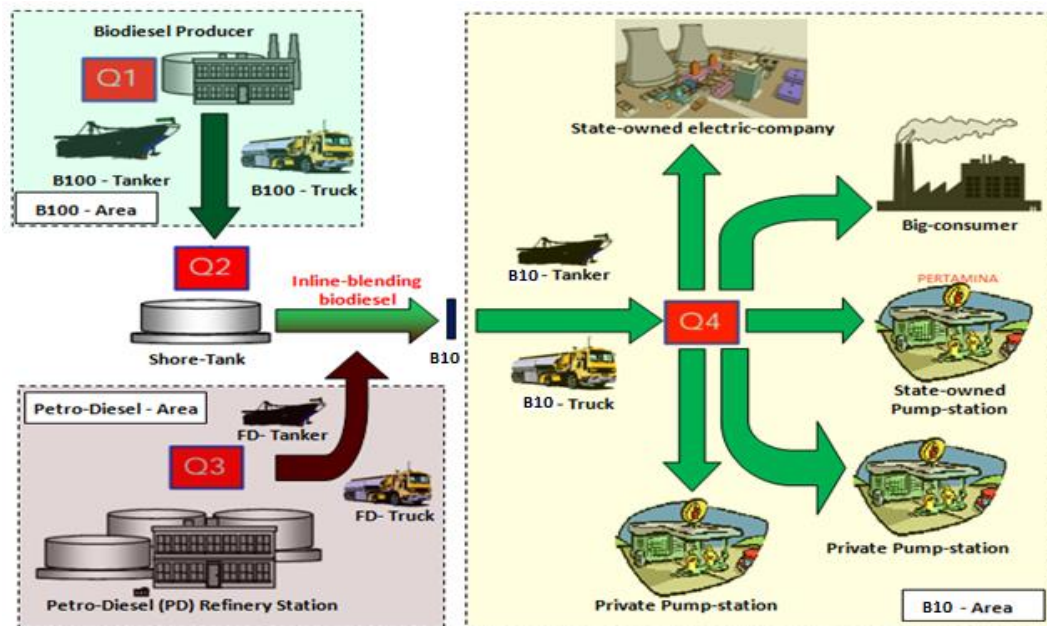 Biodiesel Producer
Q1
B100 - Tanker
B100 - Truck
B100 - Area
Q2
Shore-Tank
Inline-blending
biodiesel
B10
Petro-Diesel - Area
FD- Tanker
Q3
FD- Truck
Petro-Diesel (PD) Refinery Station
State-owned electric-company
Big-consumer
B10 - Tanker
Q4
B10 - Truck
PERTAMINA
State-owned
Pump-station
Private Pump-station
Private Pump-station
B10 - Area